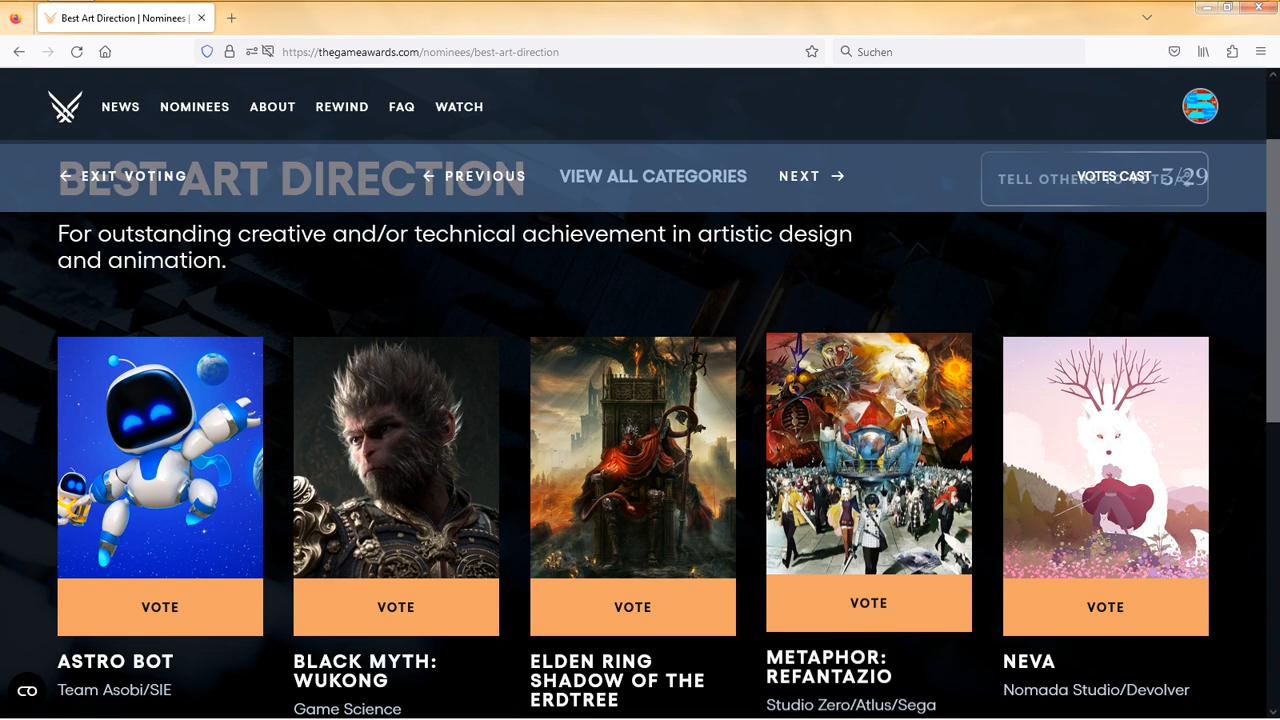 Best Art Direction | Nominees |
https://thegameawards.com/nominees/best-art-direction
Suchen
NEWS NOMINEES ABOUT REWIND FAQ WATCH
BEST ART DIRECTION
← EXIT VOTING
← PREVIOUS
VIEW ALL CATEGORIES
NEXT →
TELL OTHERS TO VOTE
VOTES CAST 3/29
For outstanding creative and/or technical achievement in artistic design
and animation.
VOTE VOTE VOTE VOTE VOTE
ASTRO BOT
Team Asobi/SIE
BLACK MYTH:
WUKONG
Game Science
ELDEN RING
SHADOW OF THE
ERDTREE
METAPHOR:
REFANTAZIO
Studio Zero/Atlus/Sega
NEVA
Nomada Studio/Devolver